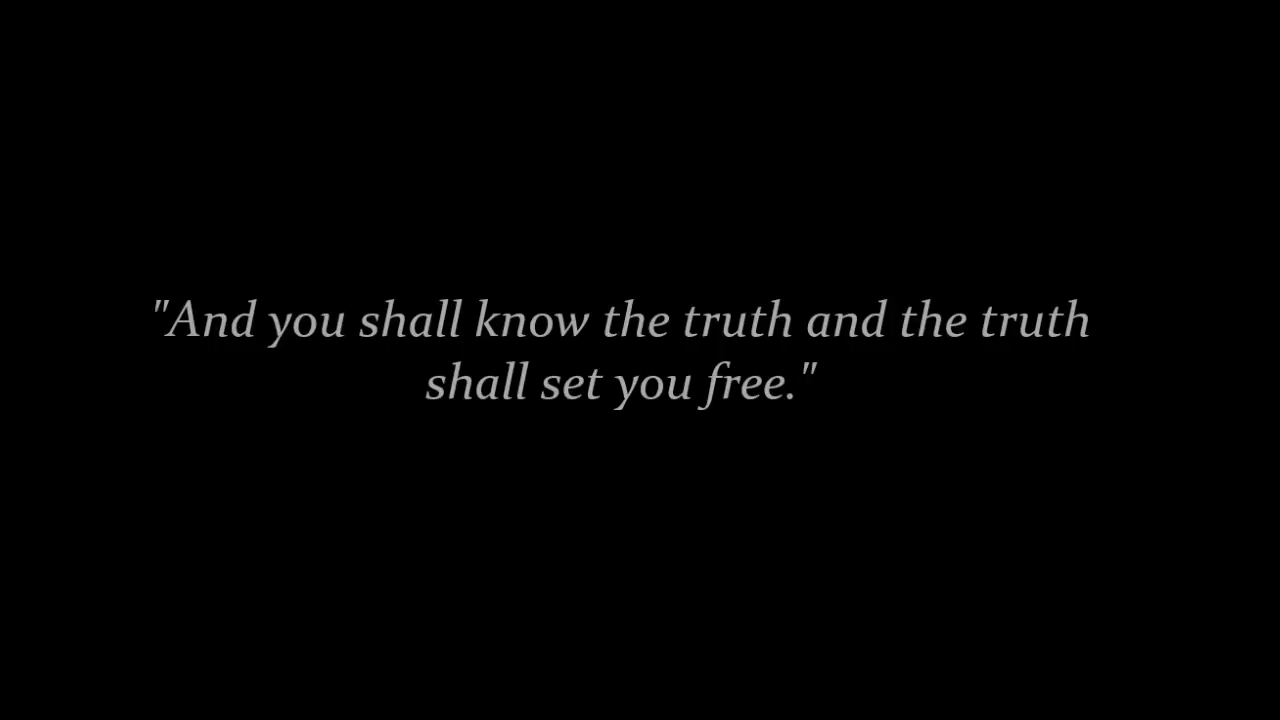 "And you shall know the truth and the truth
shall set you free."